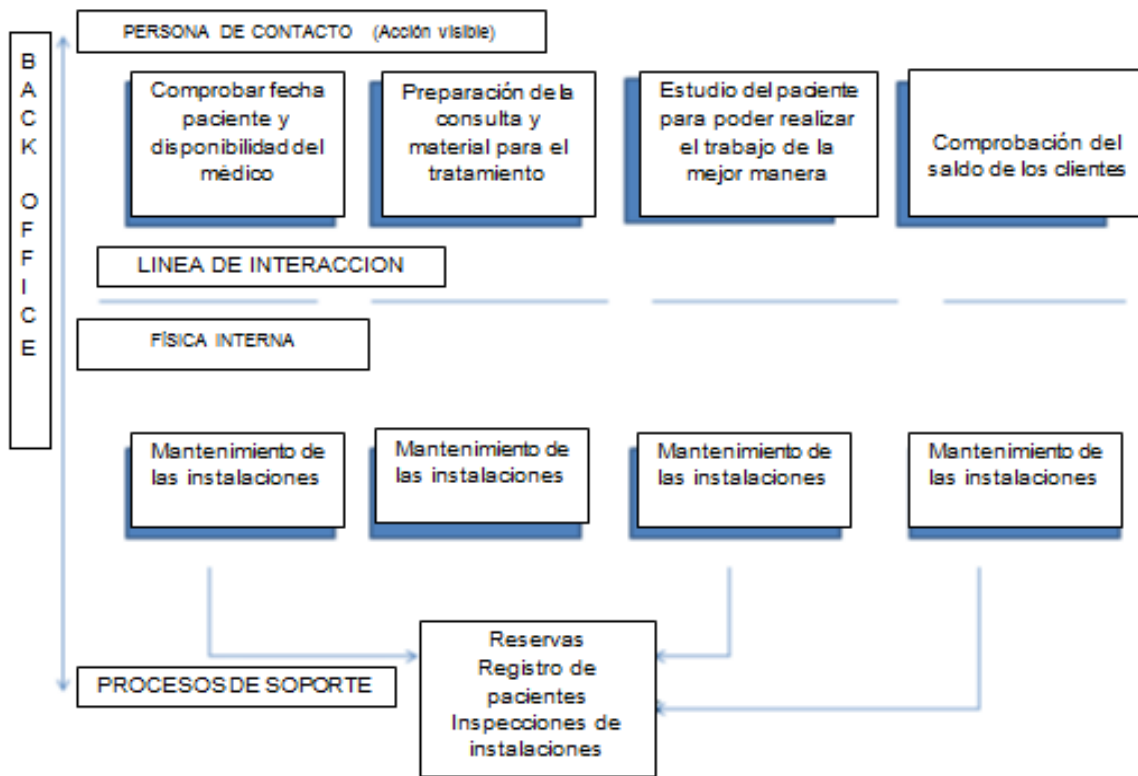 BACK OFFICE
PERSONA DE CONTACTO (Acción visible)
Comprobar fecha
paciente y
disponibilidad del
médico
Preparación de la
consulta y
material para el
tratamiento
Estudio del paciente
para poder realizar
el trabajo de la
mejor manera
Comprobación del
saldo de los clientes
LINEA DE INTERACCION
FÍSICA INTERNA
Mantenimiento de
las instalaciones
Mantenimiento de
las instalaciones
Mantenimiento de
las instalaciones
Mantenimiento de
las instalaciones
PROCESOS DE SOPORTE
Reservas
Registro de
pacientes
Inspecciones de
instalaciones